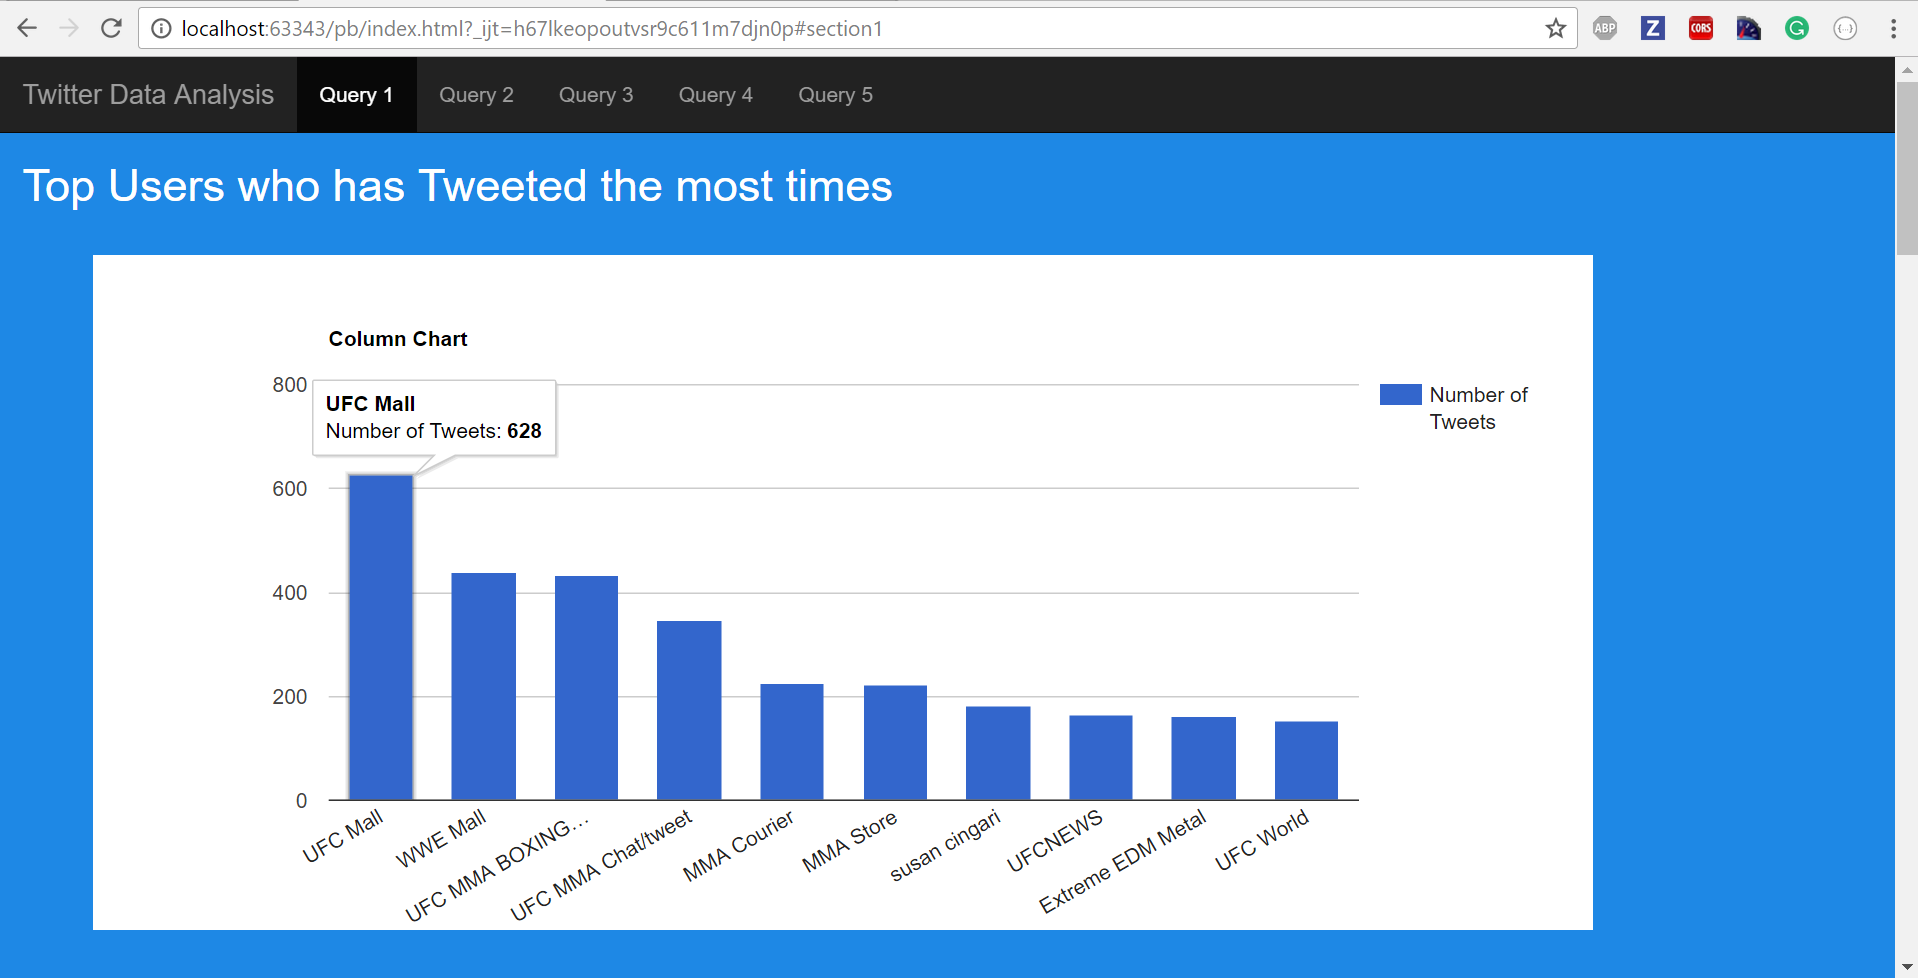 localhost:63343/pb/index.html?_ijt=h67lkeopoutvsr9c611m7djn0p#section1
ABP
Z
CORS
G
{...}
Twitter Data Analysis
Query 1
Query 2
Query 3
Query 4
Query 5
Top Users who has Tweeted the most times
Column Chart
800
600
400
200
0
UFC Mall
Number of Tweets: 628
Number of
Tweets
UFC Mall
WWE Mall
UFC MMA BOXING...
UFC MMA Chat/tweet
MMA Courier
MMA Store
susan cingari
UFCNEWS
Extreme EDM Metal
UFC World